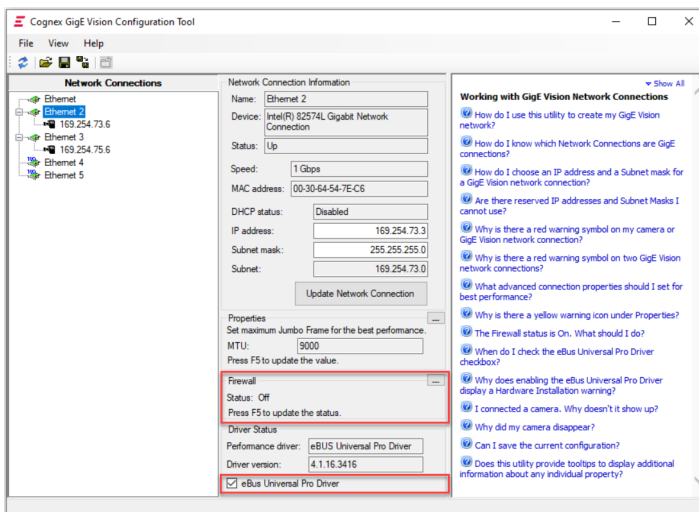 Cognex GigE Vision Configuration Tool
File View Help
Network Connections
Ethernet
Ethernet 2
169.254.73.6
Ethernet 3
169.254.75.6
Ethernet 4
Ethernet 5
Network Connection Information
Name: Ethernet 2
Device: Intel(R) 82574L Gigabit Network
Connection
Status: Up
Speed: 1 Gbps
MAC address: 00-30-64-54-7E-C6
DHCP status: Disabled
IP address: 169.254.73.3
Subnet mask: 255.255.255.0
Subnet: 169.254.73.0
Update Network Connection
Properties ...
Set maximum Jumbo Frame for the best performance.
MTU: 9000
Press F5 to update the value.
Firewall ...
Status: Off
Press F5 to update the status.
Driver Status
Performance driver: eBUS Universal Pro Driver
Driver version: 4.1.16.3416
eBus Universal Pro Driver
Show All
Working with GigE Vision Network Connections
How do I use this utility to create my GigE Vision
network?
How do I know which Network Connections are GigE
connections?
How do I choose an IP address and a Subnet mask for
a GigE Vision network connection?
Are there reserved IP addresses and Subnet Masks I
cannot use?
Why is there a red warning symbol on my camera or
GigE Vision network connection?
Why is there a red warning symbol on two GigE Vision
network connections?
What advanced connection properties should I set for
best performance?
Why is there a yellow warning icon under Properties?
The Firewall status is On. What should I do?
When do I check the eBus Universal Pro Driver
checkbox?
Why does enabling the eBus Universal Pro Driver
display a Hardware Installation warning?
I connected a camera. Why doesn't it show up?
Why did my camera disappear?
Can I save the current configuration?
Does this utility provide tooltips to display additional
information about any individual property?